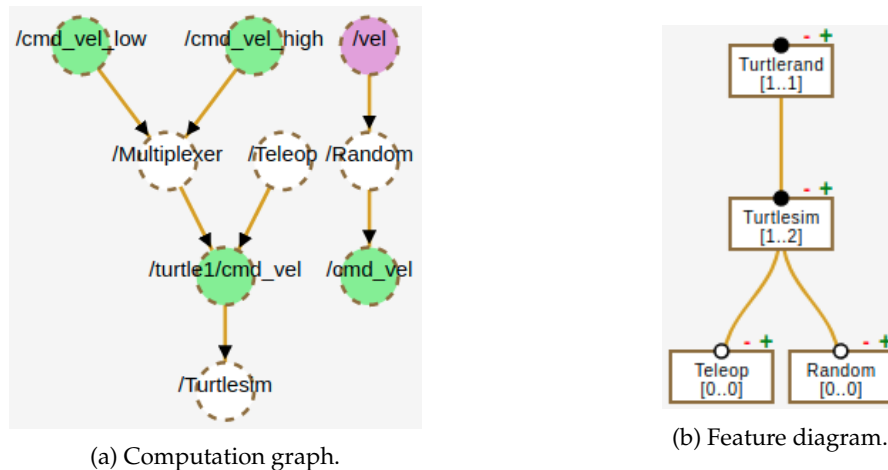 /cmd_vel_low
/cmd_vel_high
/vel
/Multiplexer
/Teleop
/Random
/turtle1/cmd_vel
/cmd_vel
/Turtlesim
(a) Computation graph.
- +
Turtlerand
[1..1]
- +
Turtlesim
[1..2]
- +
Teleop
[0..0]
- +
Random
[0..0]
(b) Feature diagram.